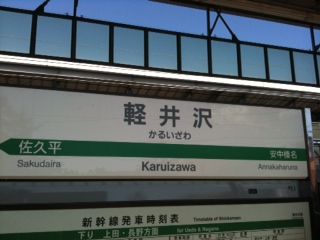 軽井沢
かるいざわ
佐久平
安中榛名
Sakudaira
Karuizawa
Annakaharuna
新幹線発車時刻表
Timetable of Shinkansen
下り 上田・長野方面
for Ueda & Nagano